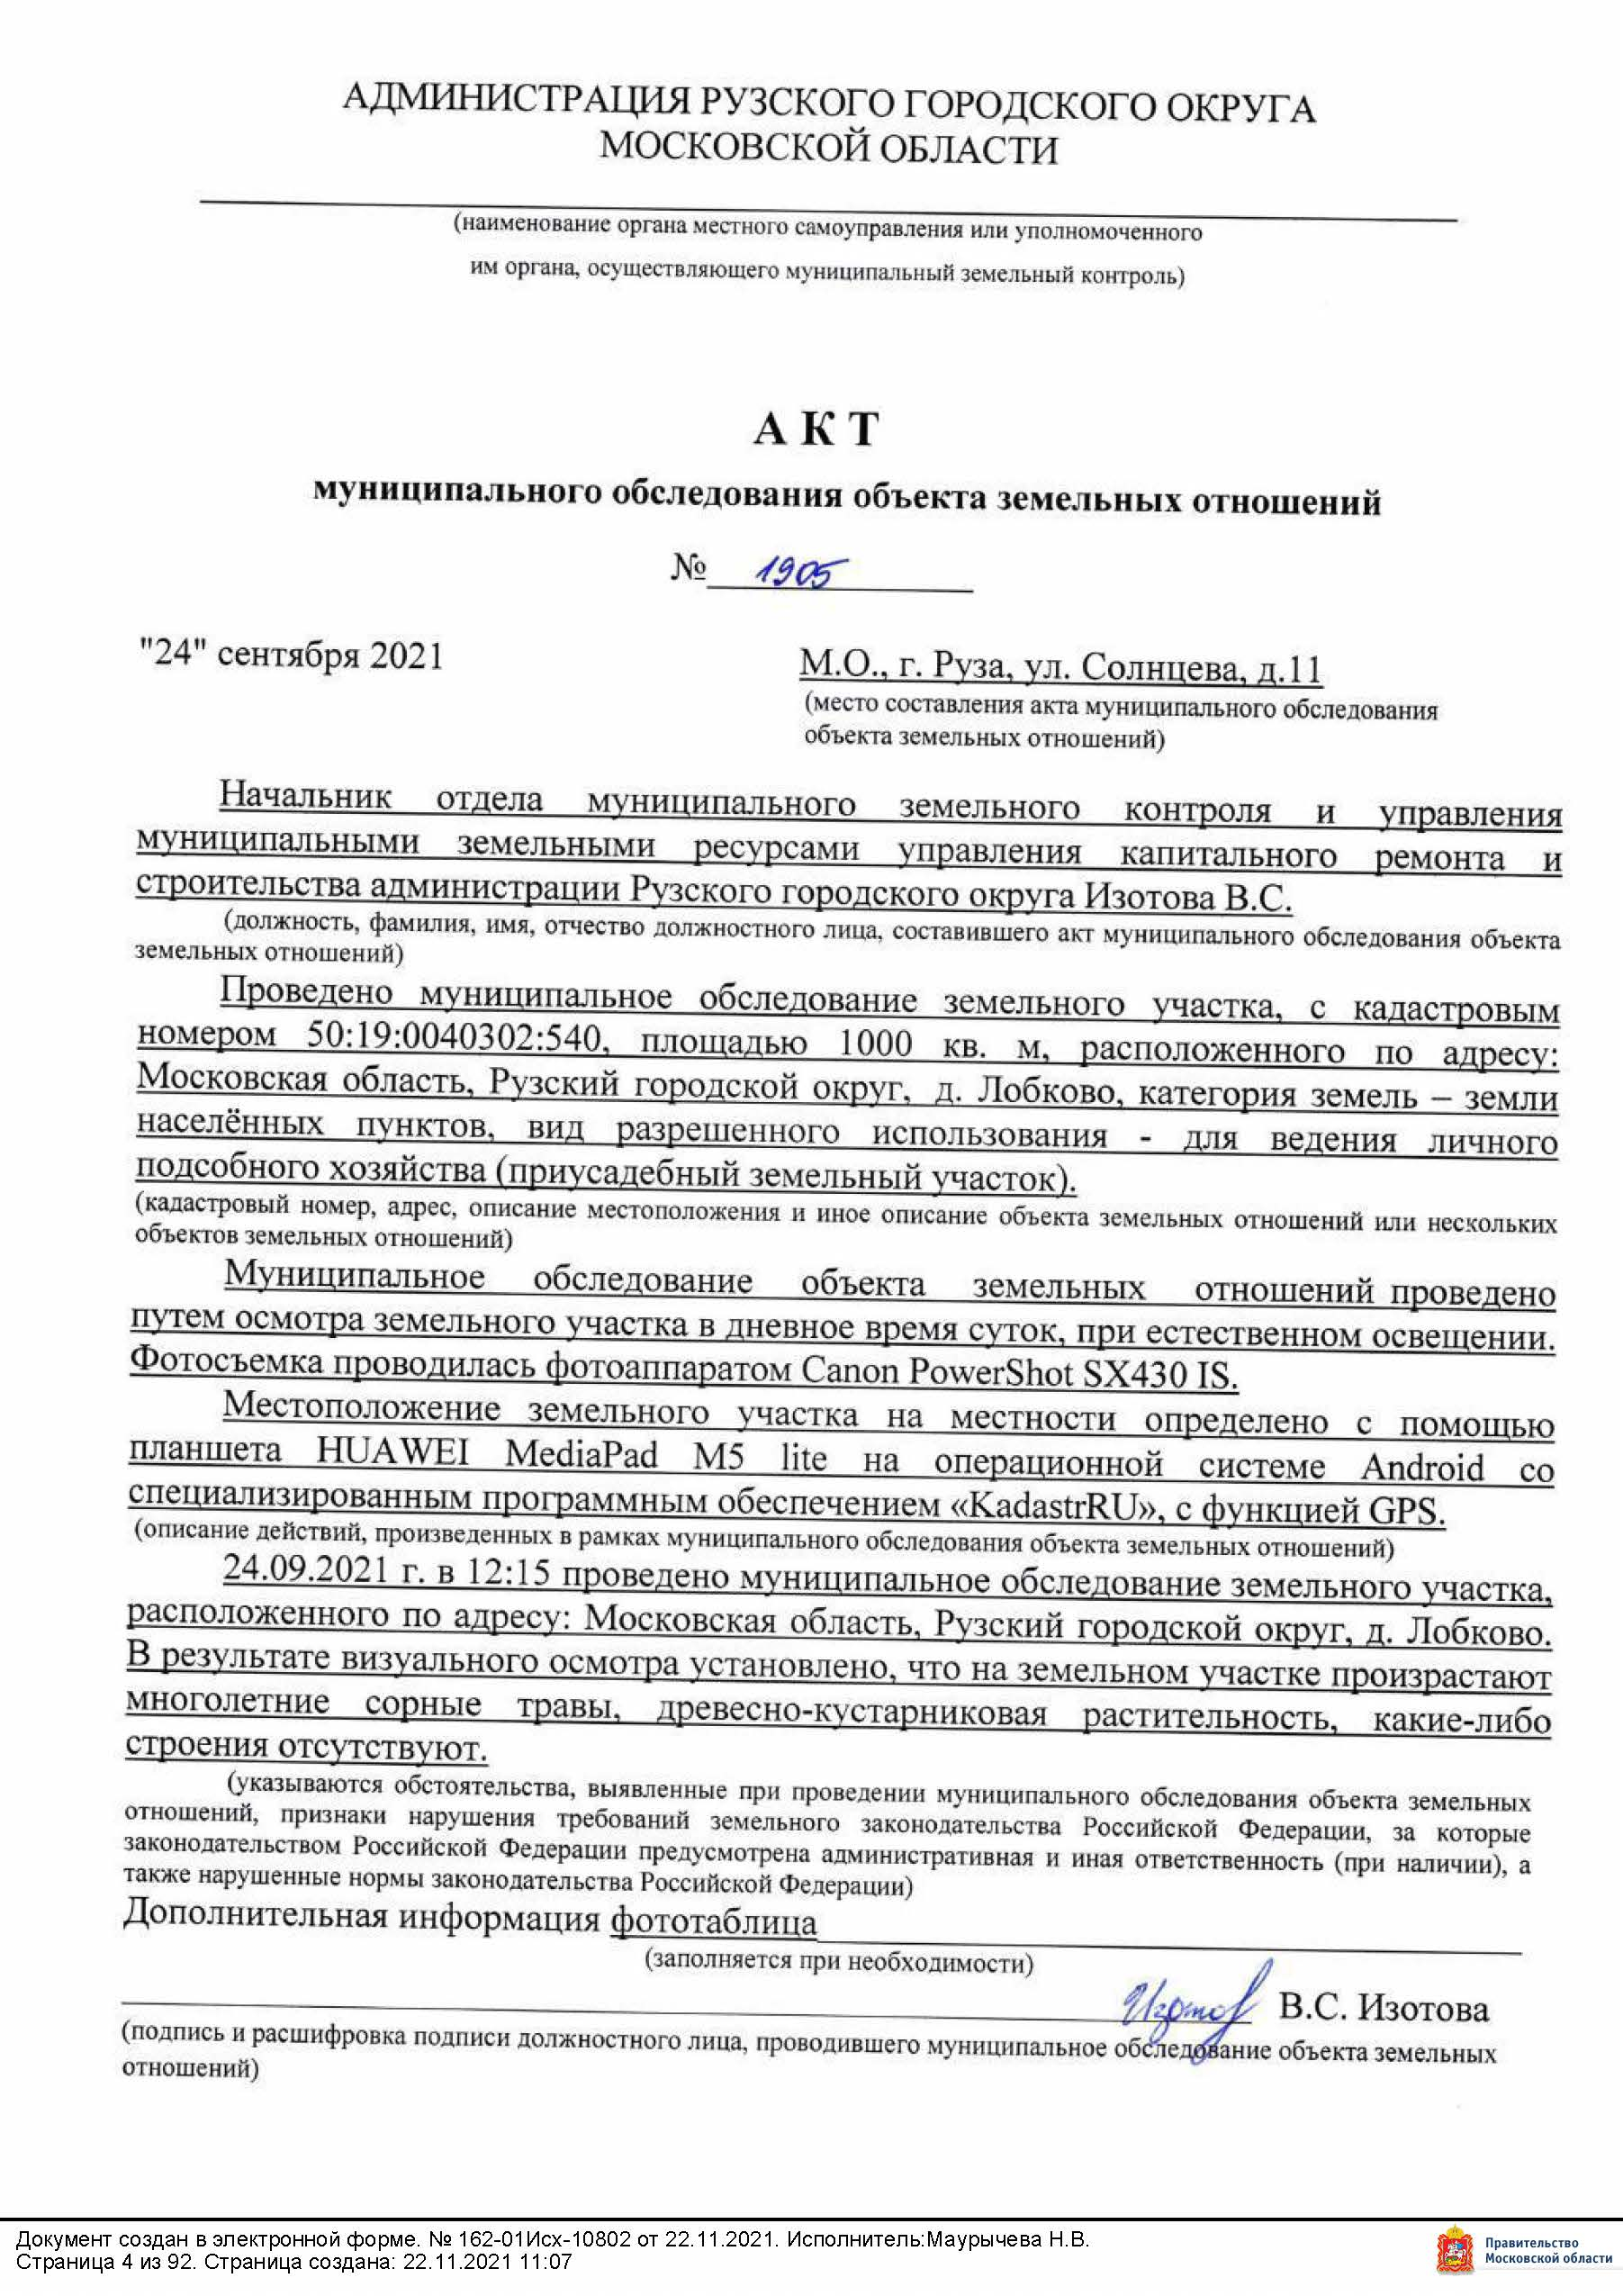 АДМИНИСТРАЦИЯ РУЗСКОГО ГОРОДСКОГО ОКРУГА
МОСКОВСКОЙ ОБЛАСТИ
(наименование органа местного самоуправления или уполномоченного
им органа, осуществляющего муниципальный земельный контроль)
А К Т
муниципального обследования объекта земельных отношений
№ 1905
"24" сентября 2021
М.О., г. Руза, ул. Солнцева, д.11
(место составления акта муниципального обследования
объекта земельных отношений)
Начальник отдела муниципального земельного контроля и управления
муниципальными земельными ресурсами управления капитального ремонта и
строительства администрации Рузского городского округа Изотова В.С.
(должность, фамилия, имя, отчество должностного лица, составившего акт муниципального обследования объекта
земельных отношений)
Проведено муниципальное обследование земельного участка, с кадастровым
номером 50:19:0040302:540, площадью 1000 кв. м, расположенного по адресу:
Московская область, Рузский городской округ, д. Лобково, категория земель – земли
населённых пунктов, вид разрешенного использования - для ведения личного
подсобного хозяйства (приусадебный земельный участок).
(кадастровый номер, адрес, описание местоположения и иное описание объекта земельных отношений или нескольких
объектов земельных отношений)
Муниципальное обследование объекта земельных отношений проведено
путем осмотра земельного участка в дневное время суток, при естественном освещении.
Фотосъемка проводилась фотоаппаратом Canon PowerShot SX430 IS.
Местоположение земельного участка на местности определено с помощью
планшета HUAWEI MediaPad M5 lite на операционной системе Android со
специализированным программным обеспечением «KadastrRU», с функцией GPS.
(описание действий, произведенных в рамках муниципального обследования объекта земельных отношений)
24.09.2021 г. в 12:15 проведено муниципальное обследование земельного участка,
расположенного по адресу: Московская область, Рузский городской округ, д. Лобково.
В результате визуального осмотра установлено, что на земельном участке произрастают
многолетние сорные травы, древесно-кустарниковая растительность, какие-либо
строения отсутствуют.
(указываются обстоятельства, выявленные при проведении муниципального обследования объекта земельных
отношений, признаки нарушения требований земельного законодательства Российской Федерации, за которые
законодательством Российской Федерации предусмотрена административная и иная ответственность (при наличии), а
также нарушенные нормы законодательства Российской Федерации)
Дополнительная информация фототаблица
(заполняется при необходимости)
Изотов В.С. Изотова
(подпись и расшифровка подписи должностного лица, проводившего муниципальное обследование объекта земельных
отношений)
Документ создан в электронной форме. № 162-01Исх-10802 от 22.11.2021. Исполнитель:Маурычева Н.В.
Страница 4 из 92. Страница создана: 22.11.2021 11:07
Правительство
Московской области